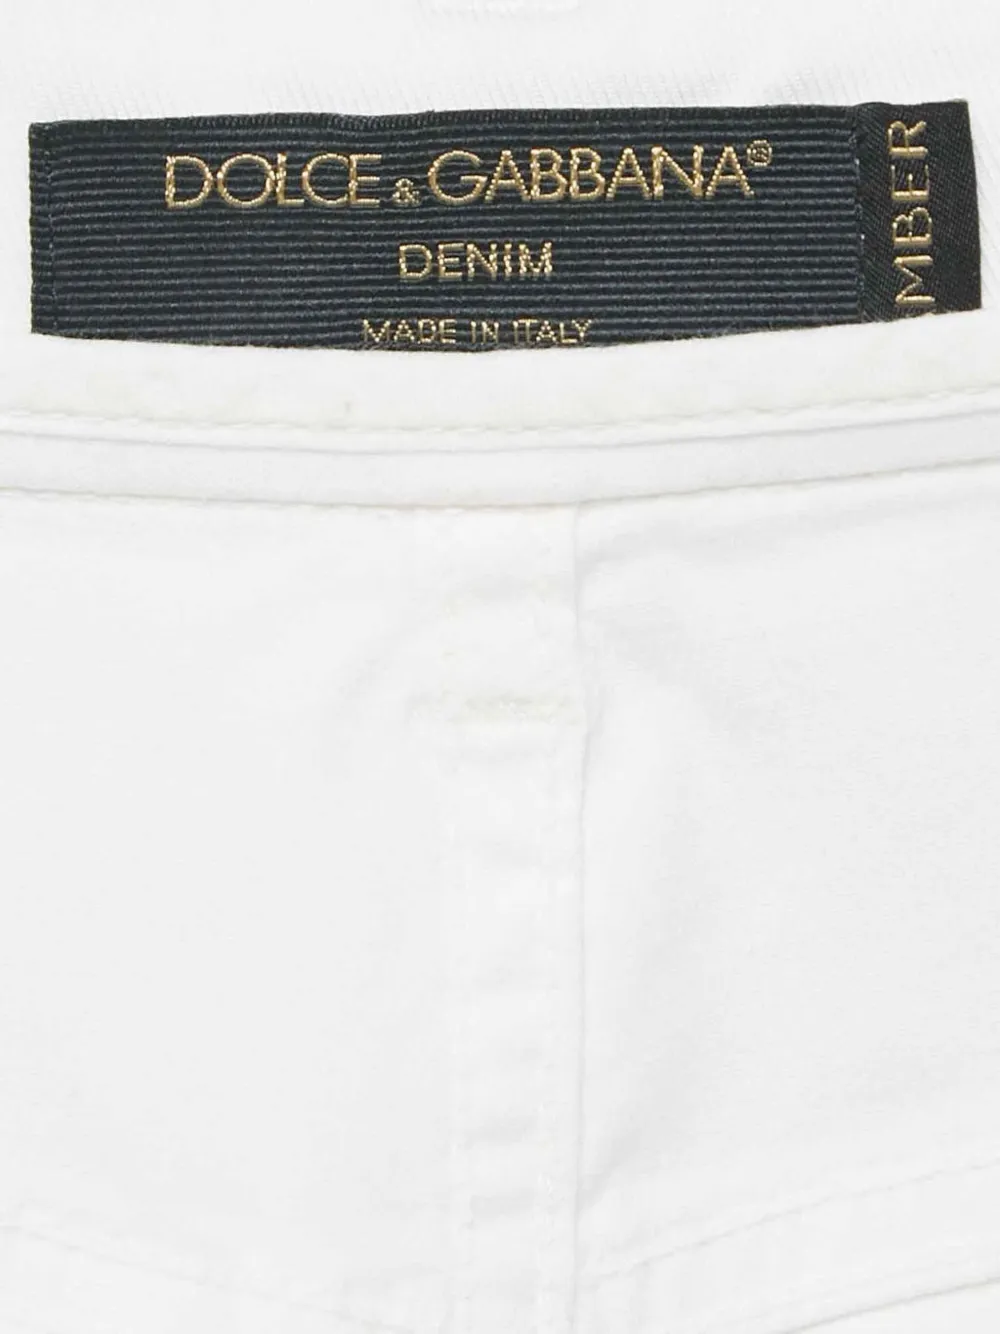 DOLCE & GABBANA®
DENIM
MADE IN ITALY
MBER